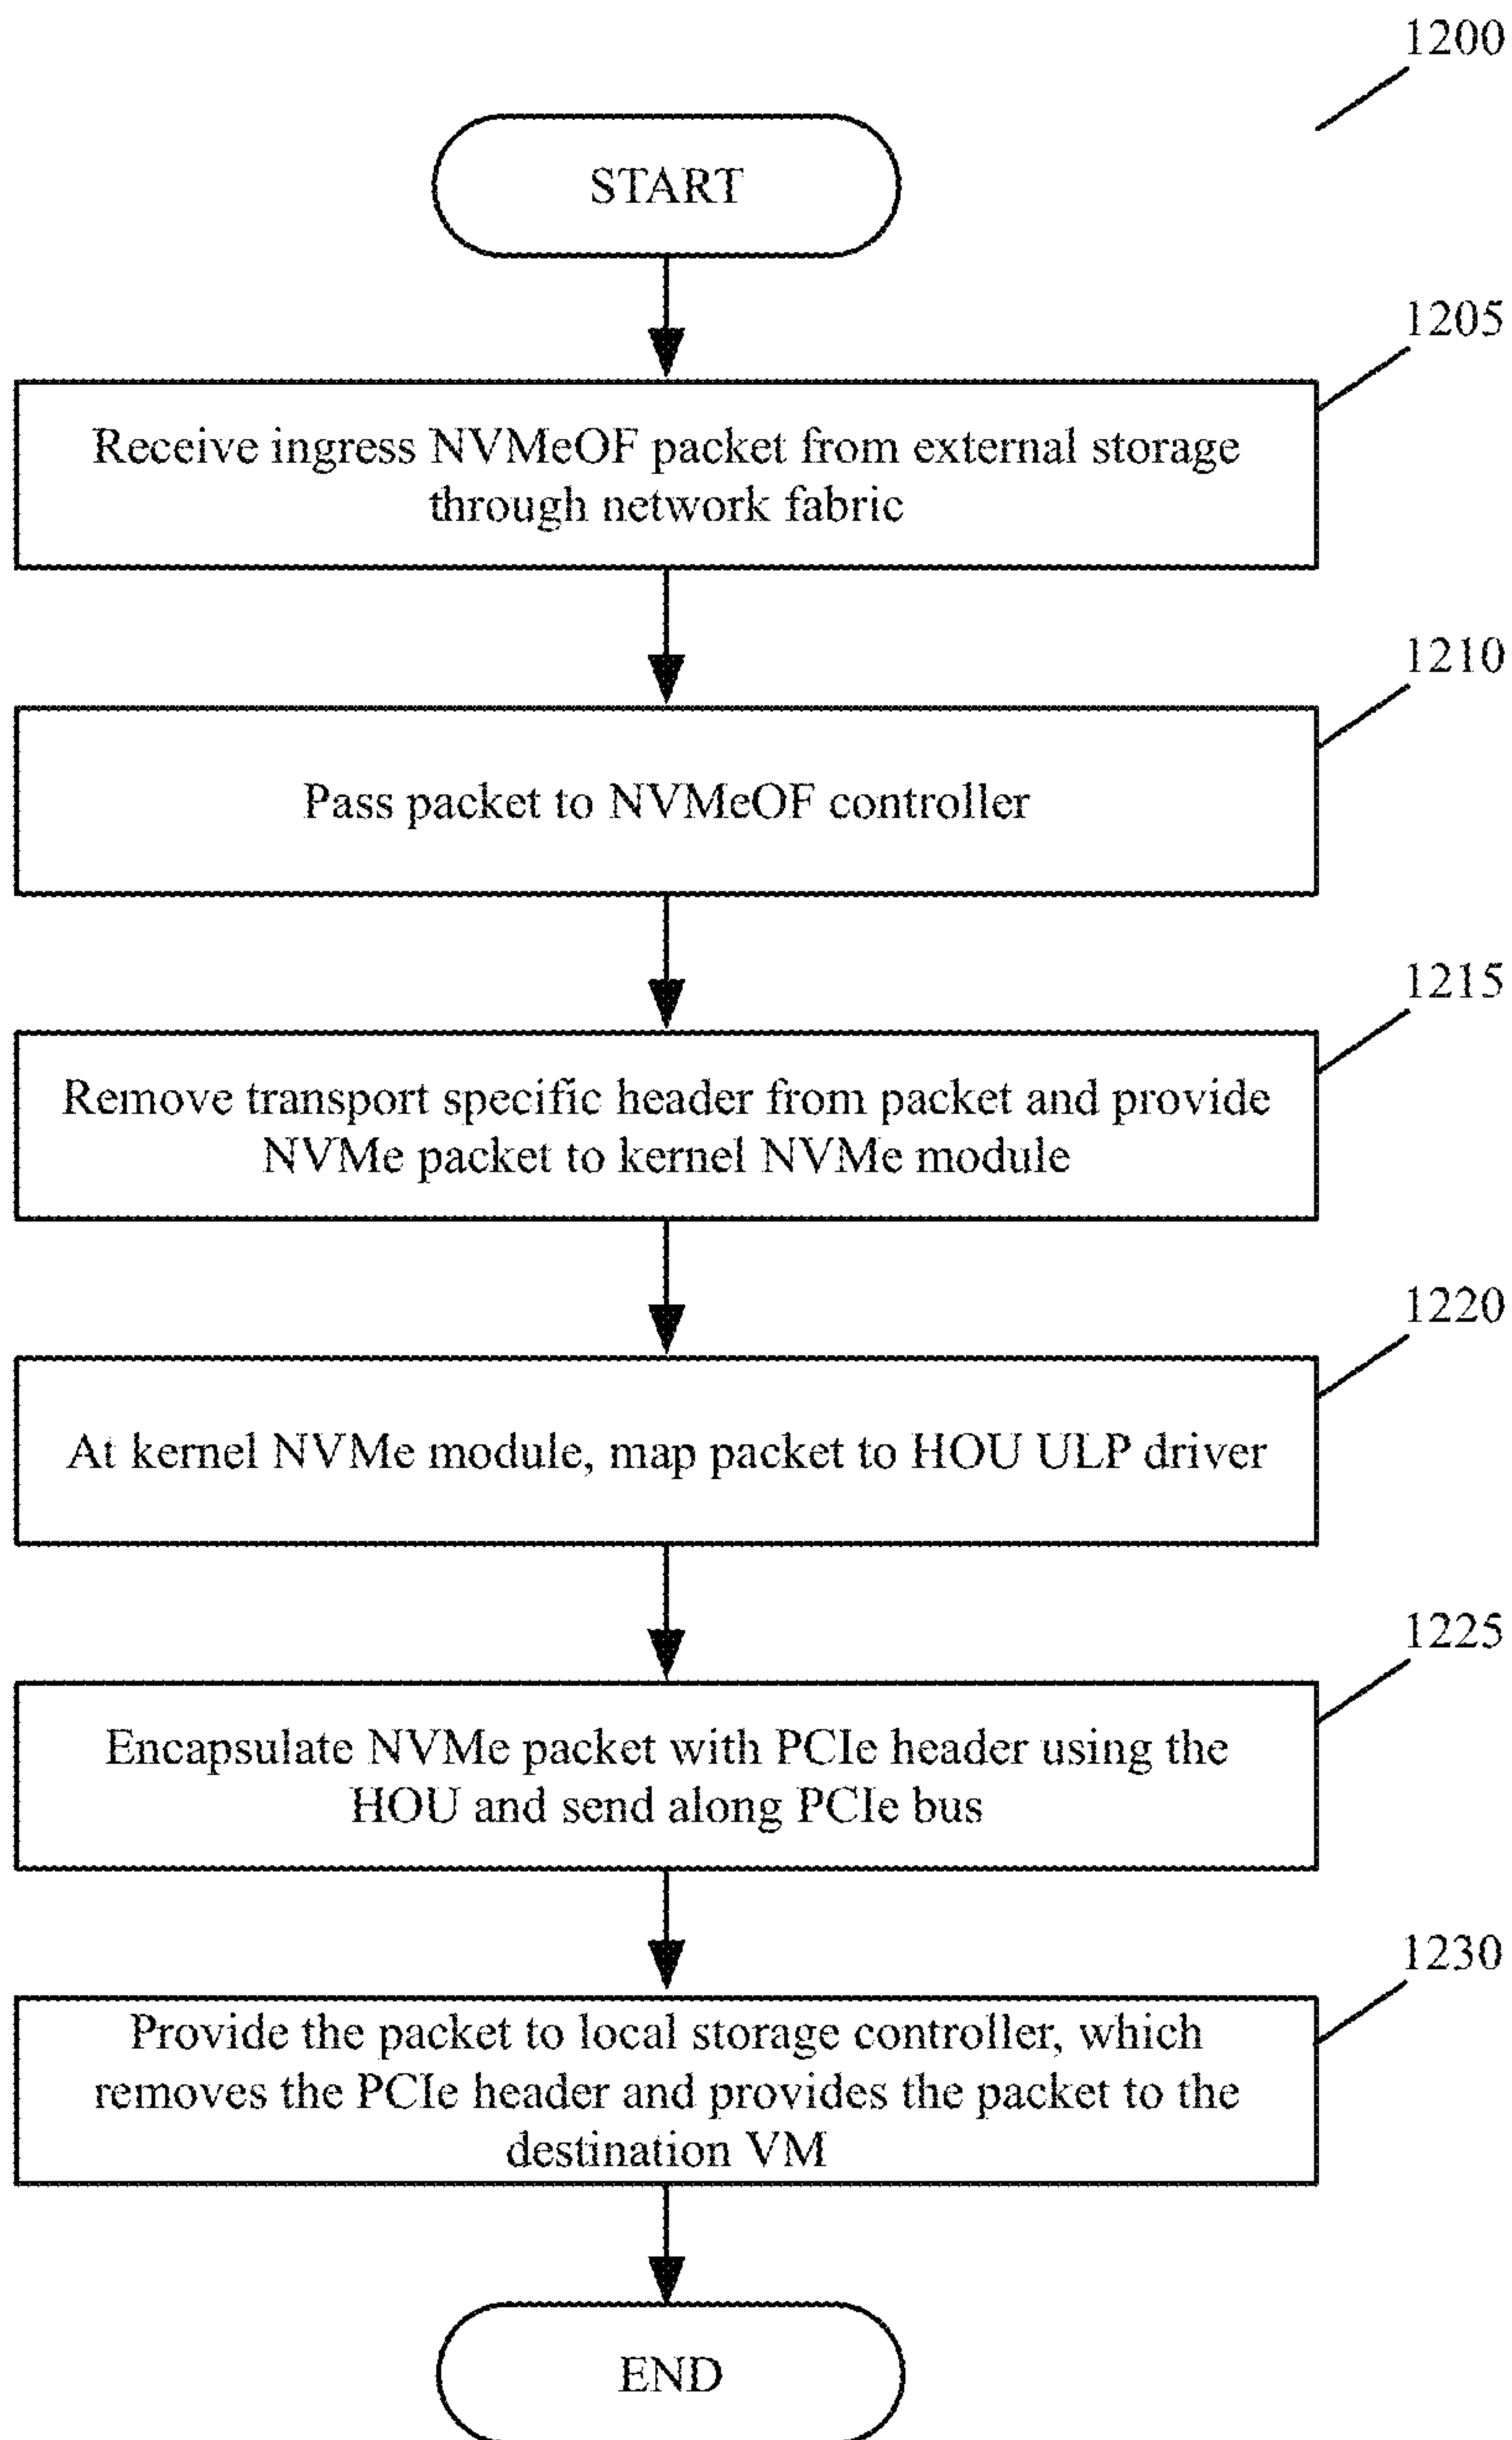 1200
START
1205
Receive ingress NVMeOF packet from external storage
through network fabric
1210
Pass packet to NVMeOF controller
1215
Remove transport specific header from packet and provide
NVMe packet to kernel NVMe module
1220
At kernel NVMe module, map packet to HOU ULP driver
1225
Encapsulate NVMe packet with PCIe header using the
HOU and send along PCIe bus
1230
Provide the packet to local storage controller, which
removes the PCIe header and provides the packet to the
destination VM
END